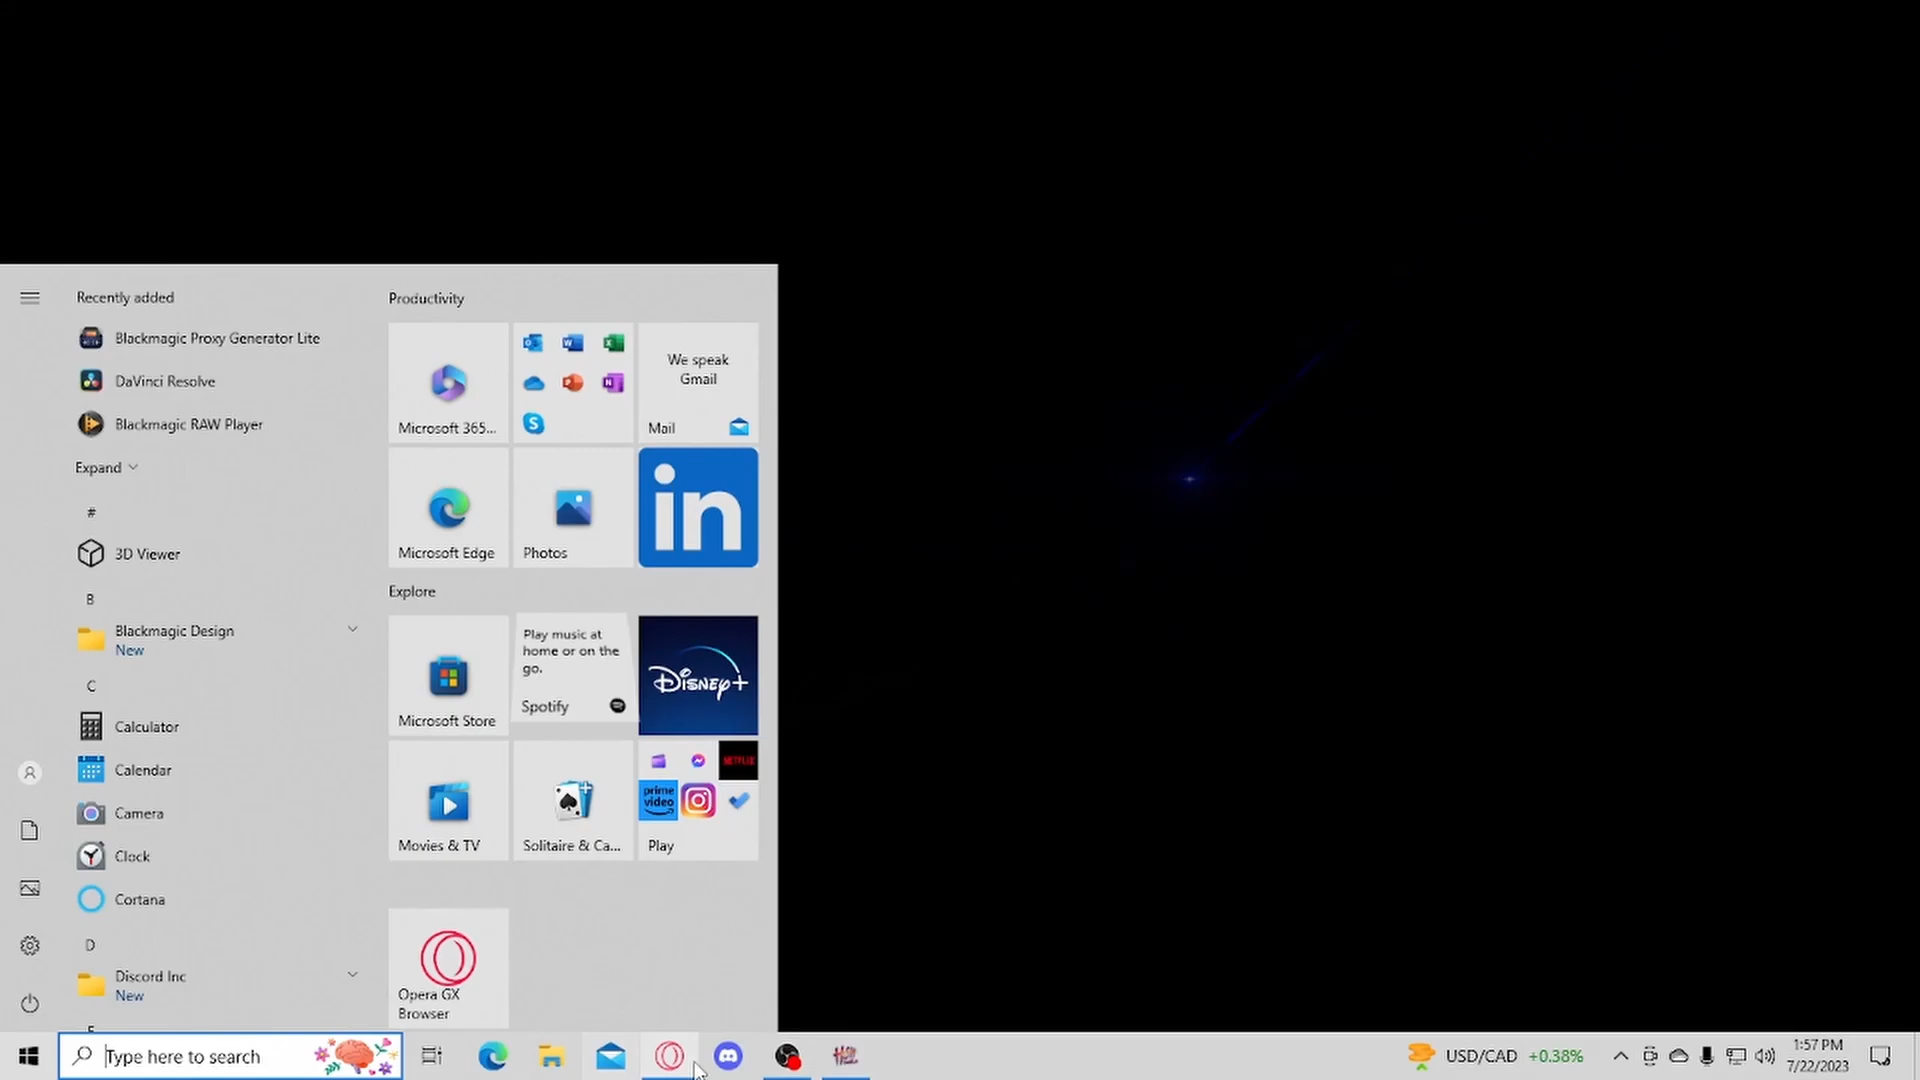 Recently added
Blackmagic Proxy Generator Lite
DaVinci Resolve
Blackmagic RAW Player
Expand
#
3D Viewer
B
Blackmagic Design
New
C
Calculator
Calendar
Camera
Clock
Cortana
D
Discord Inc
New
Productivity
Microsoft 365...
We speak
Gmail
Mail
Microsoft Edge
Photos
in
Explore
Microsoft Store
Play music at
home or on the
go.
Spotify
Disney+
Movies & TV
Solitaire & Ca...
NETFLIX
prime
video
Play
Opera GX
Browser
Type here to search
USD/CAD +0.38%
1:57 PM
7/22/2023